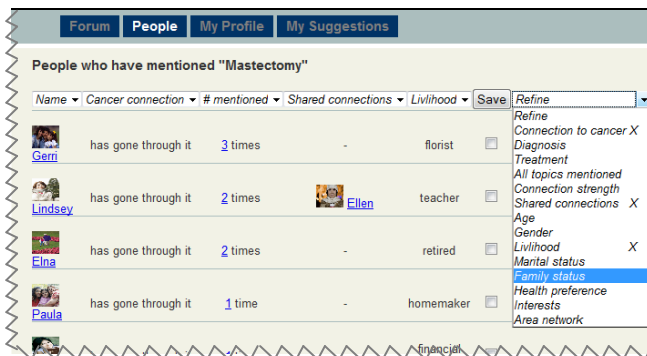 Forum People My Profile My Suggestions
People who have mentioned "Mastectomy"
Name Cancer connection # mentioned Shared connections Livlihood Save Refine
Refine
Connection to cancer X
Diagnosis
Treatment
All topics mentioned
Connection strength
Shared connections X
Age
Gender
Livlihood X
Marital status
Family status
Health preference
Interests
Area network
has gone through it 3 times - florist
Gerri
has gone through it 2 times Ellen teacher
Lindsey
has gone through it 2 times - retired
Elna
has gone through it 1 time - homemaker
Paula
financial